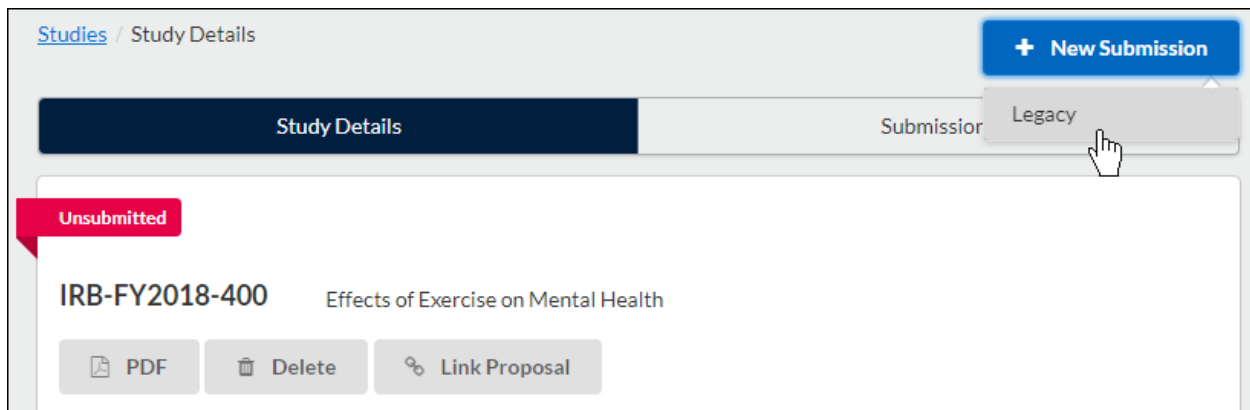 Studies / Study Details
+ New Submission
Legacy
Study Details
Submission
Unsubmitted
IRB-FY2018-400 Effects of Exercise on Mental Health
PDF Delete Link Proposal